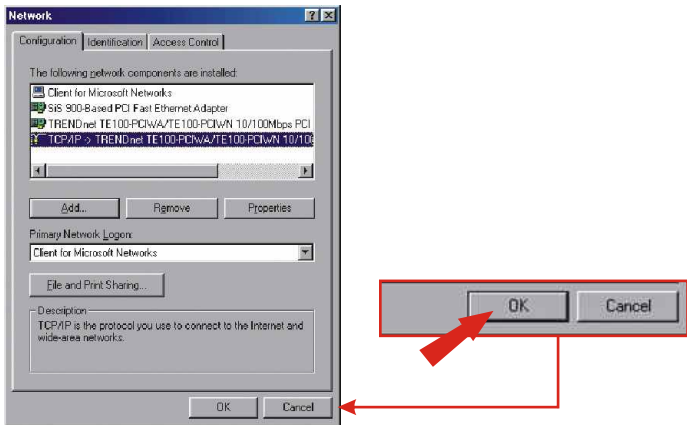 Network
Configuration Identification Access Control
The following network components are installed:
Client for Microsoft Networks
SiS 900-Based PCI Fast Ethernet Adapter
TRENDnet TE100-PCIWA/TE100-PCIWN 10/100Mbps PCI
TCP/IP -> TRENDnet TE100-PCIWA/TE100-PCIWN 10/100
Add... Remove Properties
Primary Network Logon:
Client for Microsoft Networks
File and Print Sharing...
Description
TCP/IP is the protocol you use to connect to the Internet and
wide-area networks.
OK Cancel
OK Cancel